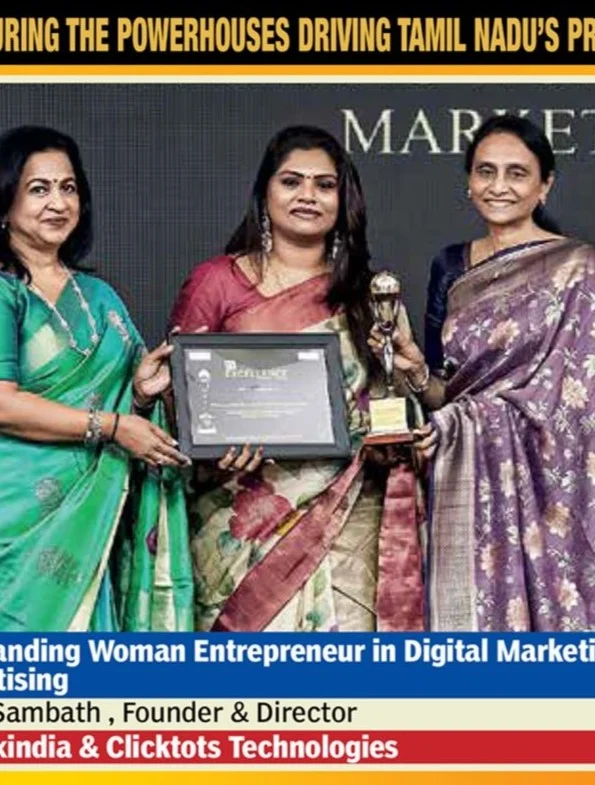 URING THE POWERHOUSES DRIVING TAMIL NADU'S PR
MARKET
EXCELLENCE
anding Woman Entrepreneur in Digital Marketi
tising
Sambath , Founder & Director
kindia & Clicktots Technologies